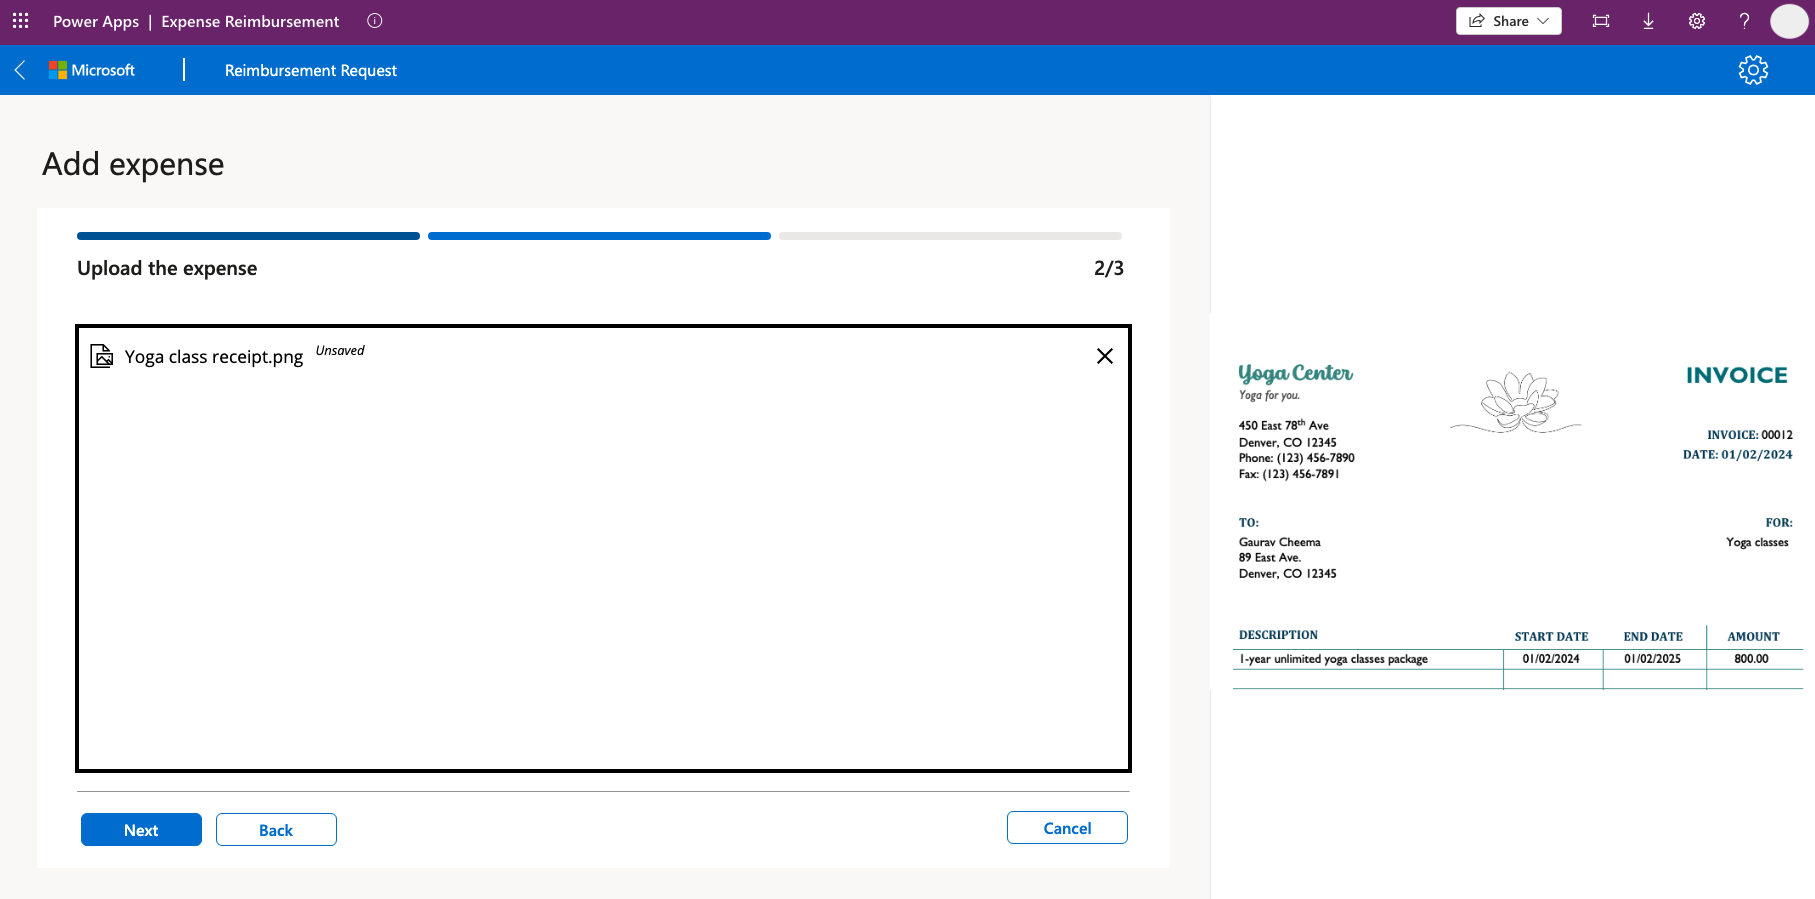 Power Apps | Expense Reimbursement
Share
?
Microsoft
Reimbursement Request
Add expense
Upload the expense
2/3
Yoga class receipt.png Unsaved
Next
Back
Cancel
Yoga Center
Yoga for you.
INVOICE
450 East 78th Ave
Denver, CO 12345
Phone: (123) 456-7890
Fax: (123) 456-7891
INVOICE: 00012
DATE: 01/02/2024
TO:
Gaurav Cheema
89 East Ave.
Denver, CO 12345
FOR:
Yoga classes
DESCRIPTION START DATE END DATE AMOUNT
1-year unlimited yoga classes package 01/02/2024 01/02/2025 800.00